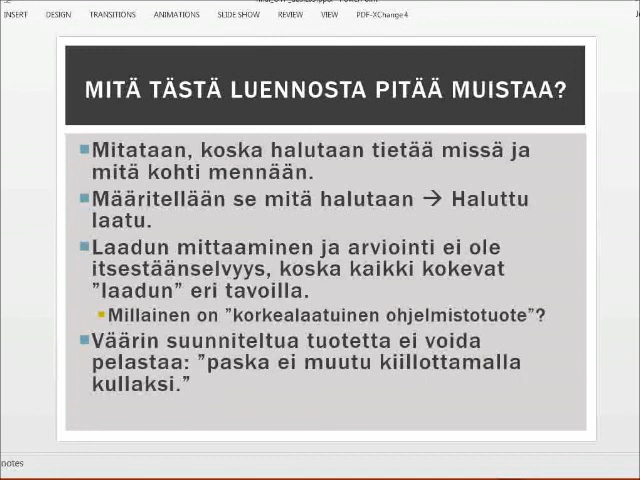 INSERT DESIGN TRANSITIONS ANIMATIONS SLIDE SHOW REVIEW VIEW PDF-XChange 4
MITÄ TÄSTÄ LUENNOSTA PITÄÄ MUISTAA?
Mitataan, koska halutaan tietää missä ja
mitä kohti mennään.
Määritellään se mitä halutaan → Haluttu
laatu.
Laadun mittaaminen ja arviointi ei ole
itsestäänselvyys, koska kaikki kokevat
”laadun” eri tavoilla.
Millainen on ”korkealaatuinen ohjelmistotuote”?
Väärin suunniteltua tuotetta ei voida
pelastaa: ”paska ei muutu kiillottamalla
kullaksi.”
notes